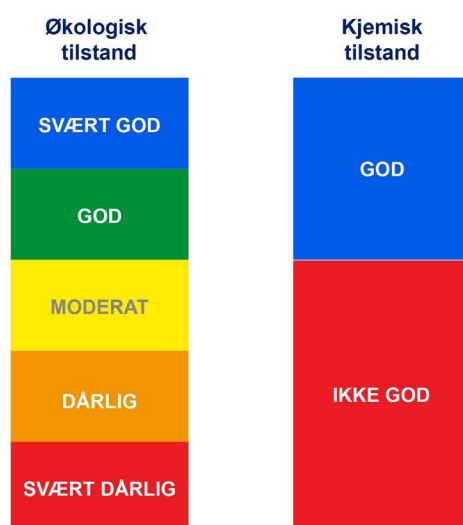 Økologisk
tilstand
SVÆRT GOD
GOD
MODERAT
DÅRLIG
SVÆRT DÅRLIG
Kjemisk
tilstand
GOD
IKKE GOD